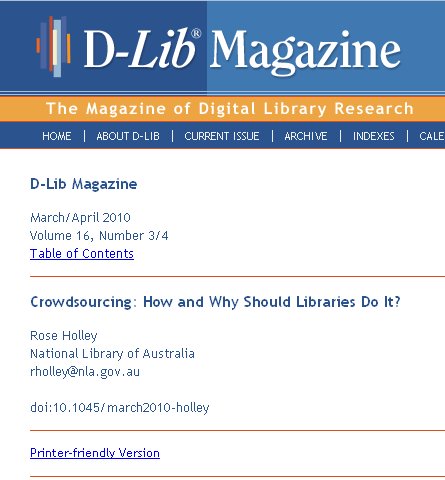 D-Lib® Magazine
The Magazine of Digital Library Research
HOME | ABOUT D-LIB | CURRENT ISSUE | ARCHIVE | INDEXES | CALE
D-Lib Magazine
March/April 2010
Volume 16, Number 3/4
Table of Contents
Crowdsourcing: How and Why Should Libraries Do It?
Rose Holley
National Library of Australia
rholley@nla.gov.au
doi:10.1045/march2010-holley
Printer-friendly Version